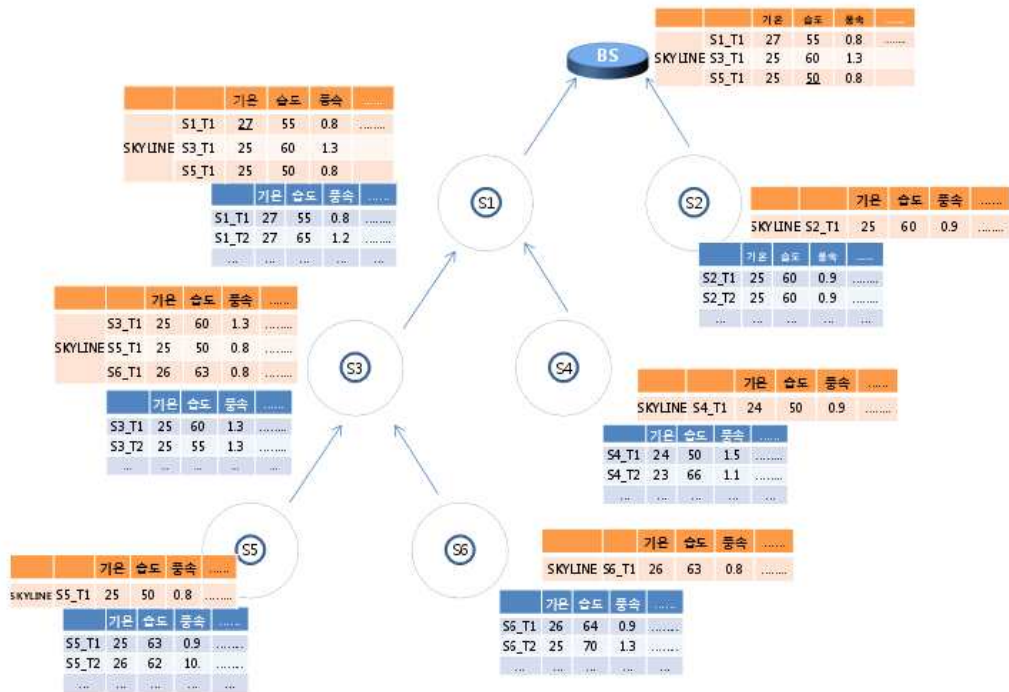 기온 습도 풍속
S1_T1 27 55 0.8 .......
SKYLINE S3_T1 25 60 1.3
S5_T1 25 50 0.8
BS
기온 습도 풍속 ......
S1_T1 27 55 0.8 ........
SKYLINE S3_T1 25 60 1.3
S5_T1 25 50 0.8
기온 습도 풍속 ......
S1_T1 27 55 0.8 ........
S1_T2 27 65 1.2 ........
... ... ... ... ...
S1
S2
기온 습도 풍속 ......
SKYLINE S2_T1 25 60 0.9 ........
기온 습도 풍속 ......
S2_T1 25 60 0.9 ........
S2_T2 25 60 0.9 ........
... ... ... ... ...
기온 습도 풍속 ......
S3_T1 25 60 1.3 ........
SKYLINE S5_T1 25 50 0.8 ........
S6_T1 26 63 0.8 ........
기온 습도 풍속 ......
S3_T1 25 60 1.3 ........
S3_T2 25 55 1.3 ........
... ... ... ... ...
S3
S4
기온 습도 풍속 ......
SKYLINE S4_T1 24 50 0.9 ........
기온 습도 풍속 ......
S4_T1 24 50 1.5 ........
S4_T2 23 66 1.1 ........
... ... ... ... ...
S5
S6
기온 습도 풍속 ......
SKYLINE S5_T1 25 50 0.8 ........
기온 습도 풍속 ......
S5_T1 25 63 0.9 .......
S5_T2 26 62 10. .......
... ... ... ... ...
기온 습도 풍속 ......
SKYLINE S6_T1 26 63 0.8 ........
기온 습도 풍속 ......
S6_T1 26 64 0.9 .......
S6_T2 25 70 1.3 .......
... ... ... ... ...